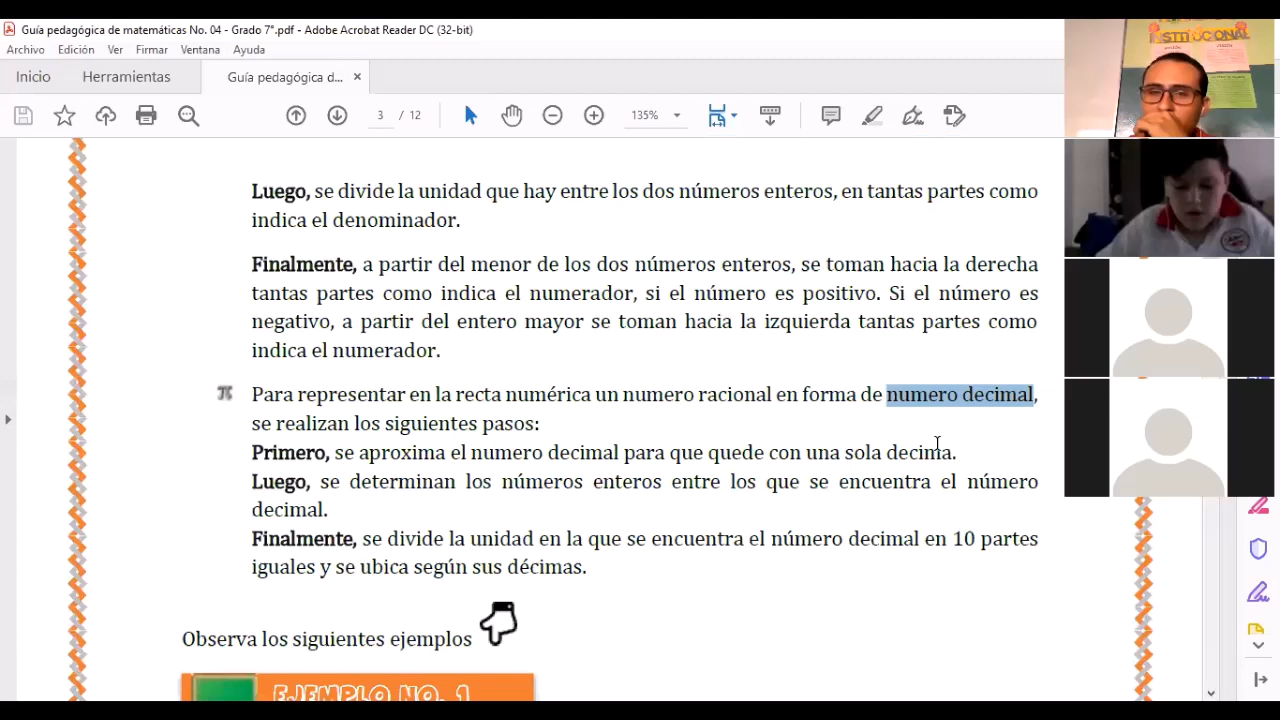 Guía pedagógica de matemáticas No. 04 - Grado 7°.pdf - Adobe Acrobat Reader DC (32-bit)
Archivo Edición Ver Firmar Ventana Ayuda
Inicio Herramientas Guía pedagógica d... ×
3 / 12 135%
INSTITUCIONAL
Luego, se divide la unidad que hay entre los dos números enteros, en tantas partes como
indica el denominador.
Finalmente, a partir del menor de los dos números enteros, se toman hacia la derecha
tantas partes como indica el numerador, si el número es positivo. Si el número es
negativo, a partir del entero mayor se toman hacia la izquierda tantas partes como
indica el numerador.
Para representar en la recta numérica un numero racional en forma de numero decimal,
se realizan los siguientes pasos:
Primero, se aproxima el numero decimal para que quede con una sola decima.
Luego, se determinan los números enteros entre los que se encuentra el número
decimal.
Finalmente, se divide la unidad en la que se encuentra el número decimal en 10 partes
iguales y se ubica según sus décimas.
Observa los siguientes ejemplos
EJEMPLO NO. 1